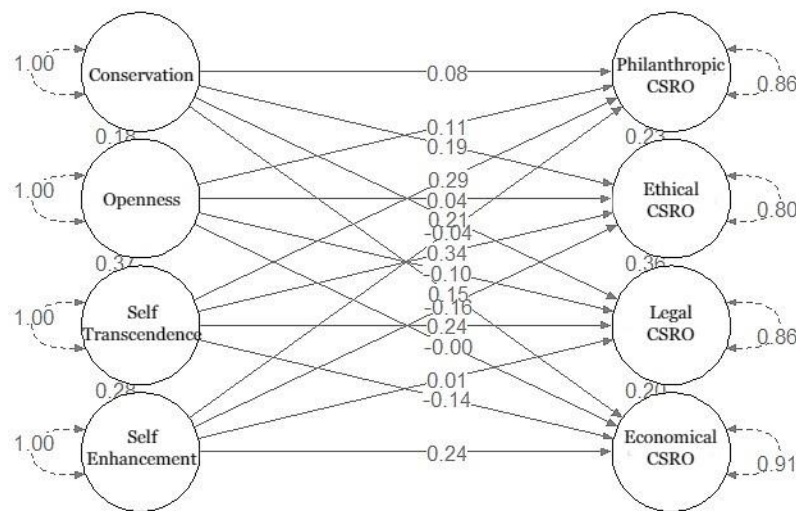 1.00
Conservation
0.08
Philanthropic
CSRO
0.86
0.18
0.11
0.19
0.23
1.00
Openness
0.29
0.04
0.21
-0.04
Ethical
CSRO
0.80
0.37
0.34
-0.10
0.36
1.00
Self
Transcendence
0.15
-0.16
0.24
-0.00
Legal
CSRO
0.86
0.28
0.01
-0.14
0.20
1.00
Self
Enhancement
0.24
Economical
CSRO
0.91